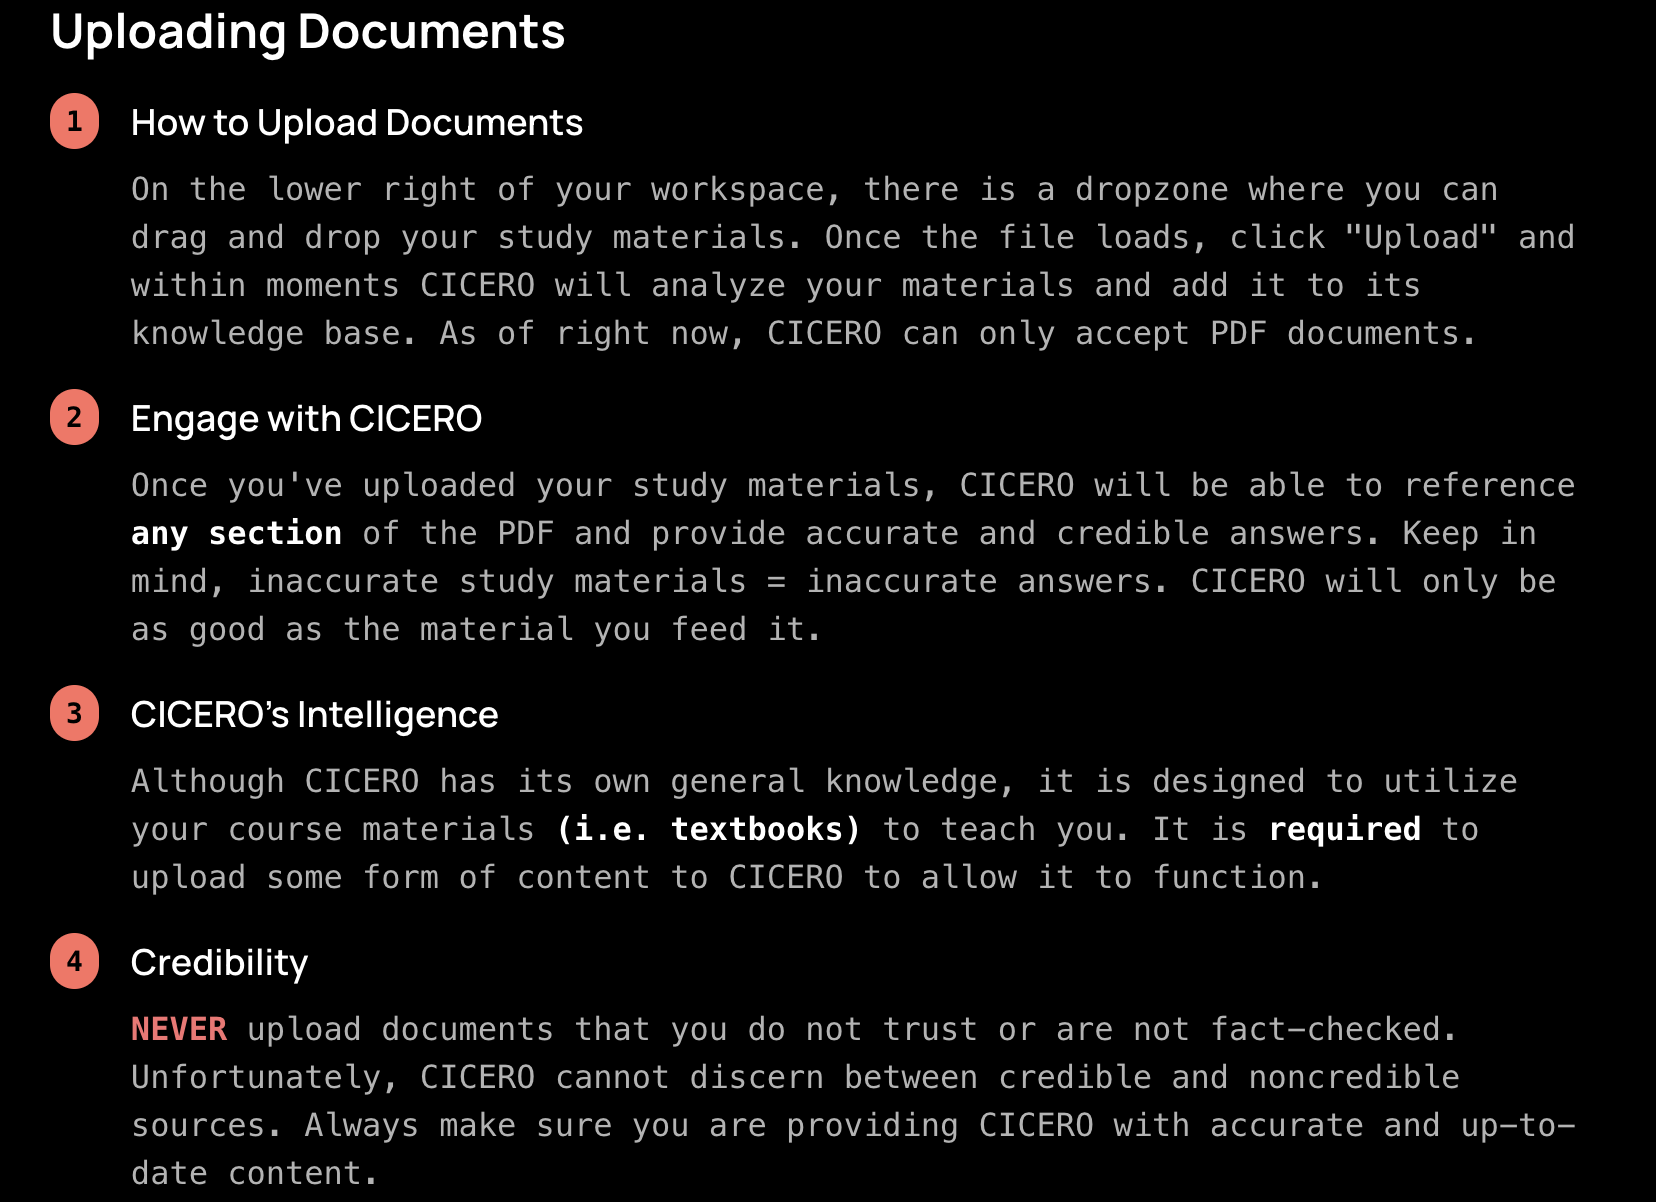 Uploading Documents
1
How to Upload Documents
On the lower right of your workspace, there is a dropzone where you can
drag and drop your study materials. Once the file loads, click "Upload" and
within moments CICERO will analyze your materials and add it to its
knowledge base. As of right now, CICERO can only accept PDF documents.
2
Engage with CICERO
Once you've uploaded your study materials, CICERO will be able to reference
any section of the PDF and provide accurate and credible answers. Keep in
mind, inaccurate study materials = inaccurate answers. CICERO will only be
as good as the material you feed it.
3
CICERO’s Intelligence
Although CICERO has its own general knowledge, it is designed to utilize
your course materials (i.e. textbooks) to teach you. It is required to
upload some form of content to CICERO to allow it to function.
4
Credibility
NEVER upload documents that you do not trust or are not fact-checked.
Unfortunately, CICERO cannot discern between credible and noncredible
sources. Always make sure you are providing CICERO with accurate and up-to-
date content.